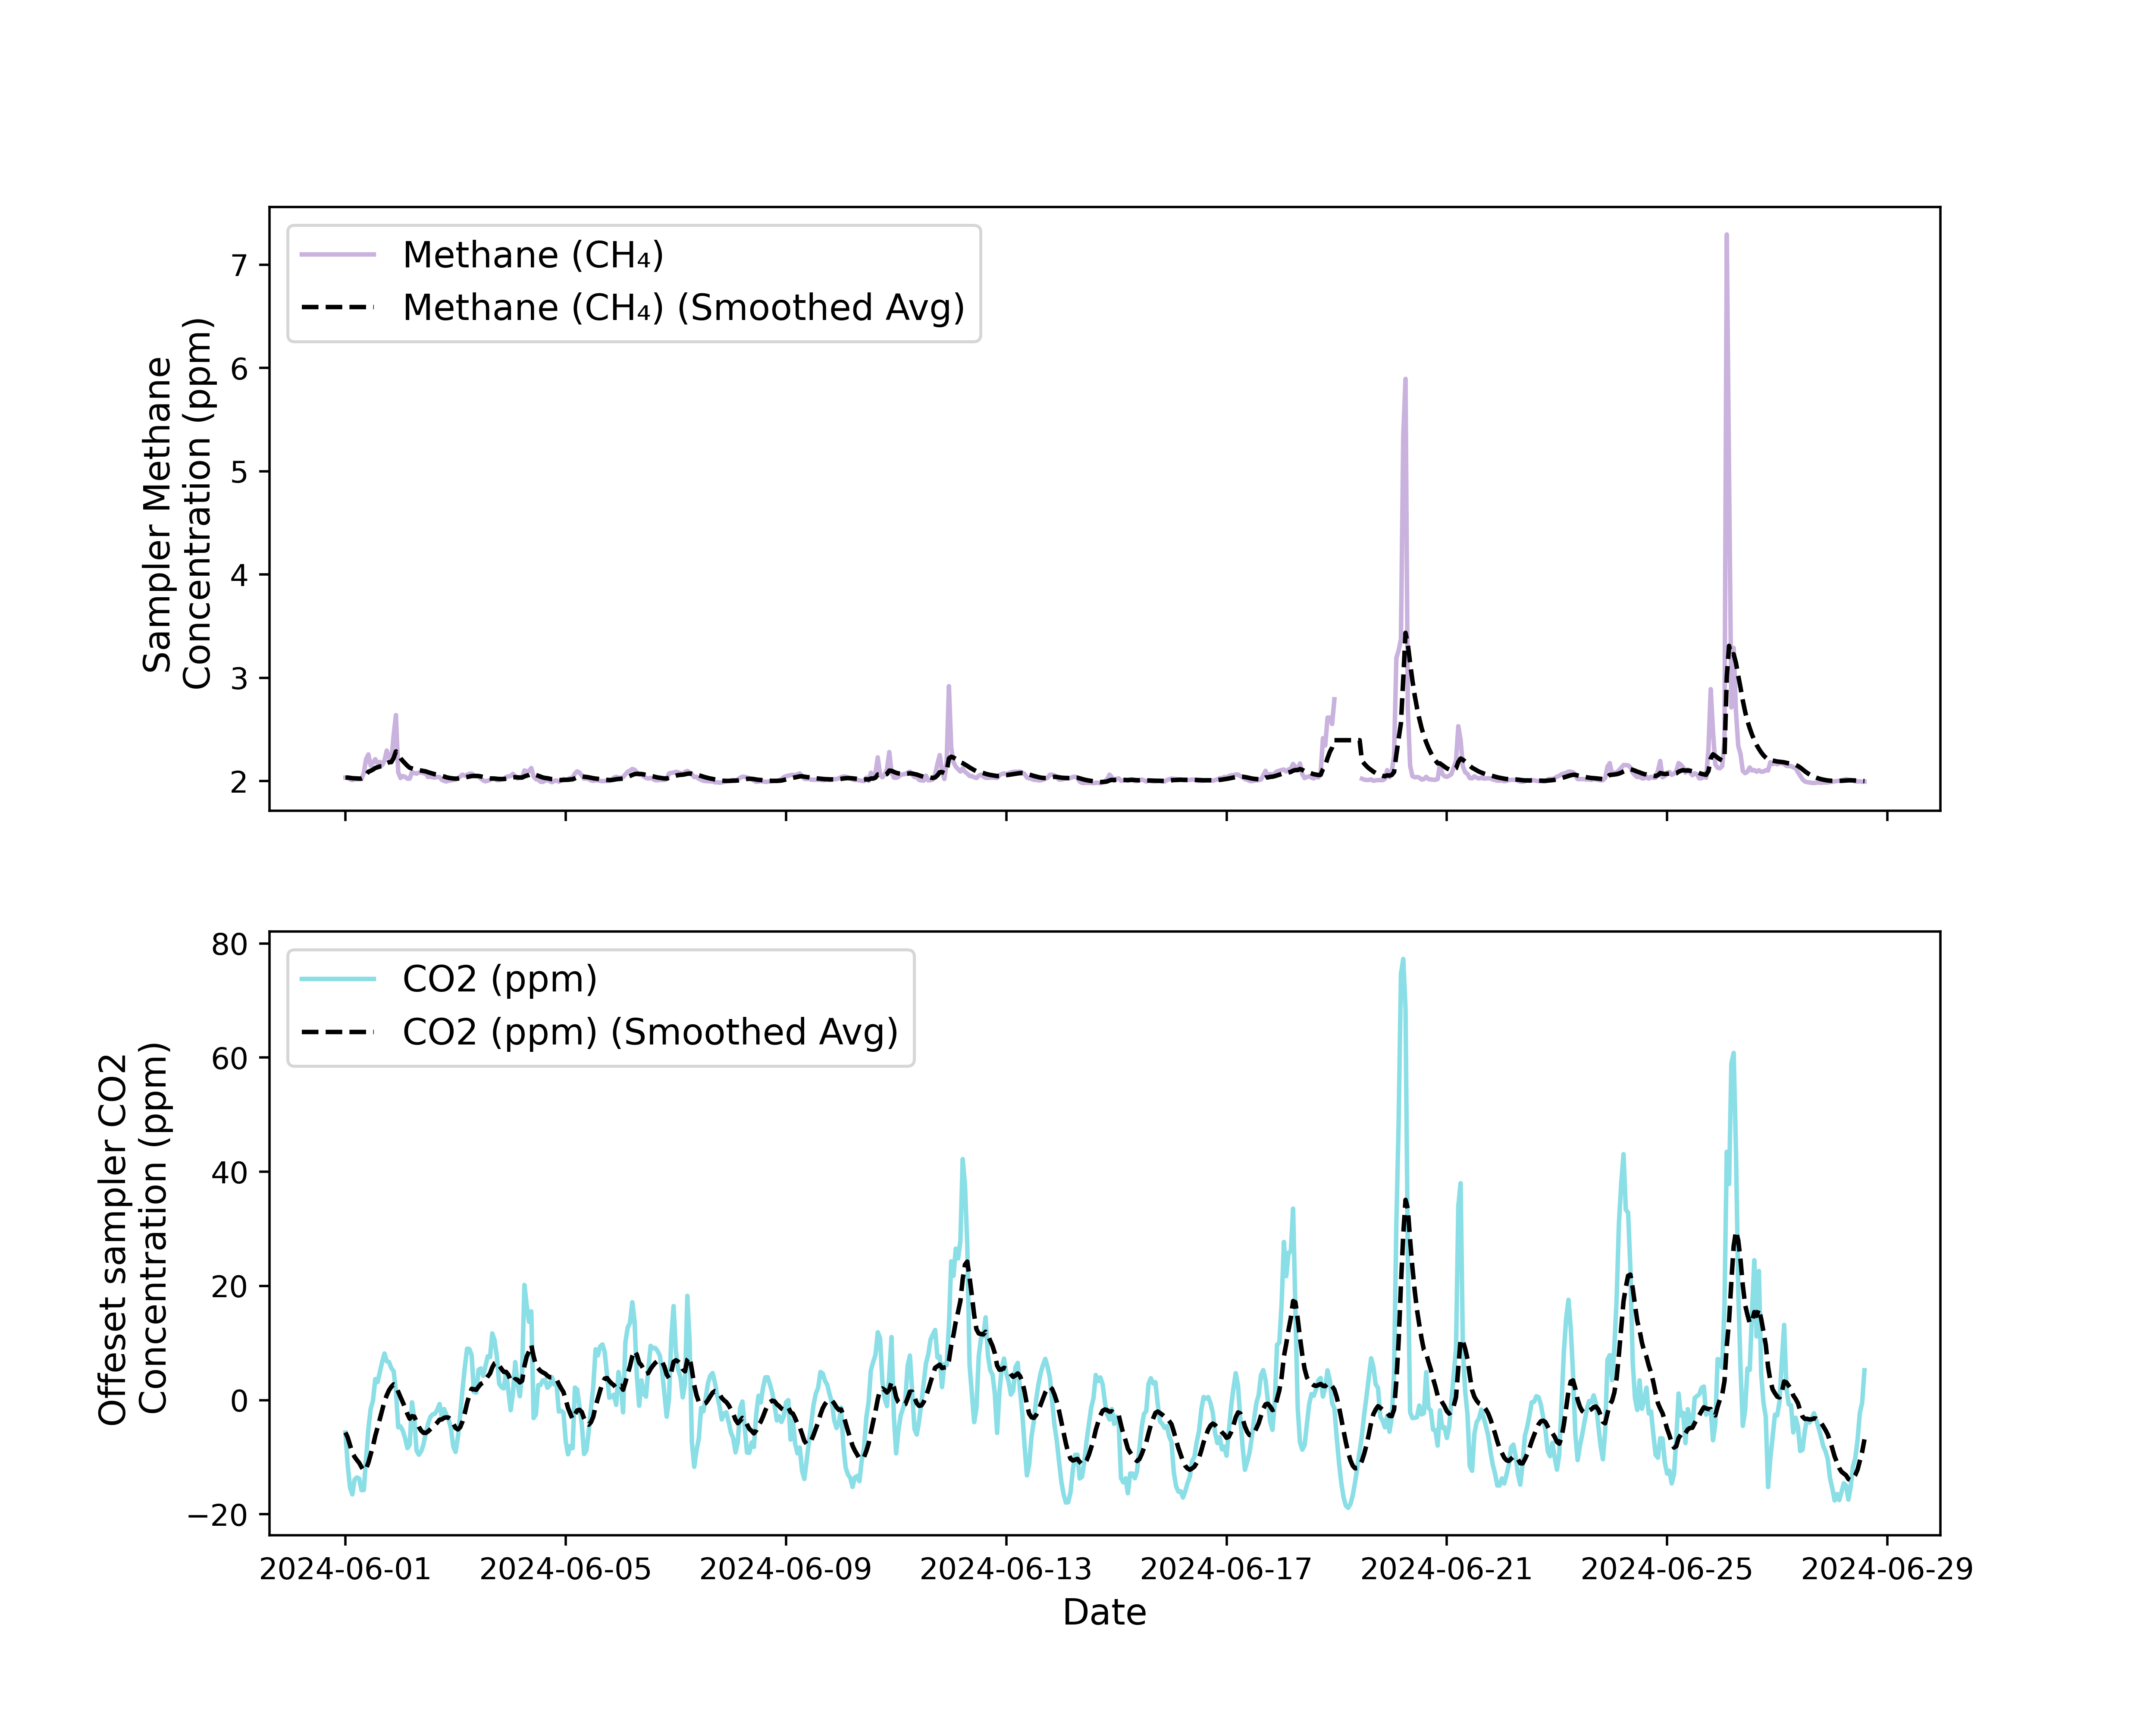 Methane (CH₄)
Methane (CH₄) (Smoothed Avg)
Sampler Methane
Concentration (ppm)
7
6
5
4
3
2
CO2 (ppm)
CO2 (ppm) (Smoothed Avg)
Offeset sampler CO2
Concentration (ppm)
80
60
40
20
0
−20
2024-06-01 2024-06-05 2024-06-09 2024-06-13 2024-06-17 2024-06-21 2024-06-25 2024-06-29
Date